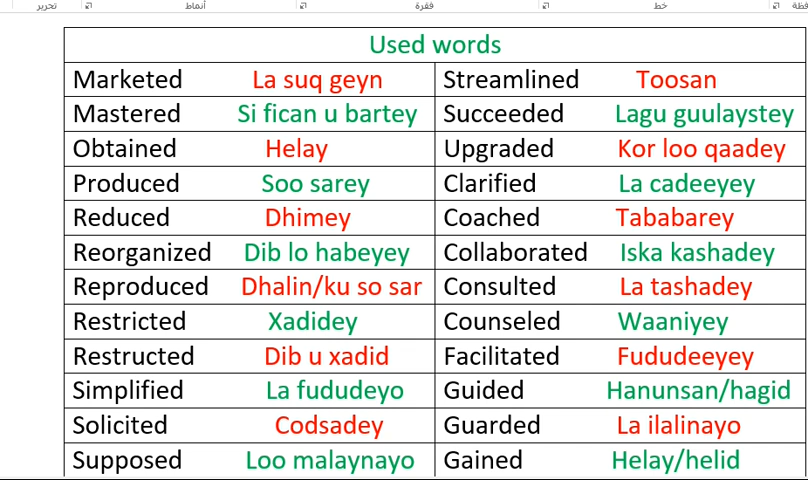 تحرير أنماط فقرة خط فظة
Used words
Marketed La suq geyn Streamlined Toosan
Mastered Si fican u bartey Succeeded Lagu guulaystey
Obtained Helay Upgraded Kor loo qaadey
Produced Soo sarey Clarified La cadeeyey
Reduced Dhimey Coached Tababarey
Reorganized Dib lo habeyey Collaborated Iska kashadey
Reproduced Dhalin/ku so sar Consulted La tashadey
Restricted Xadidey Counseled Waaniyey
Restructed Dib u xadid Facilitated Fududeeyey
Simplified La fududeyo Guided Hanunsan/hagid
Solicited Codsadey Guarded La ilalinayo
Supposed Loo malaynayo Gained Helay/helid